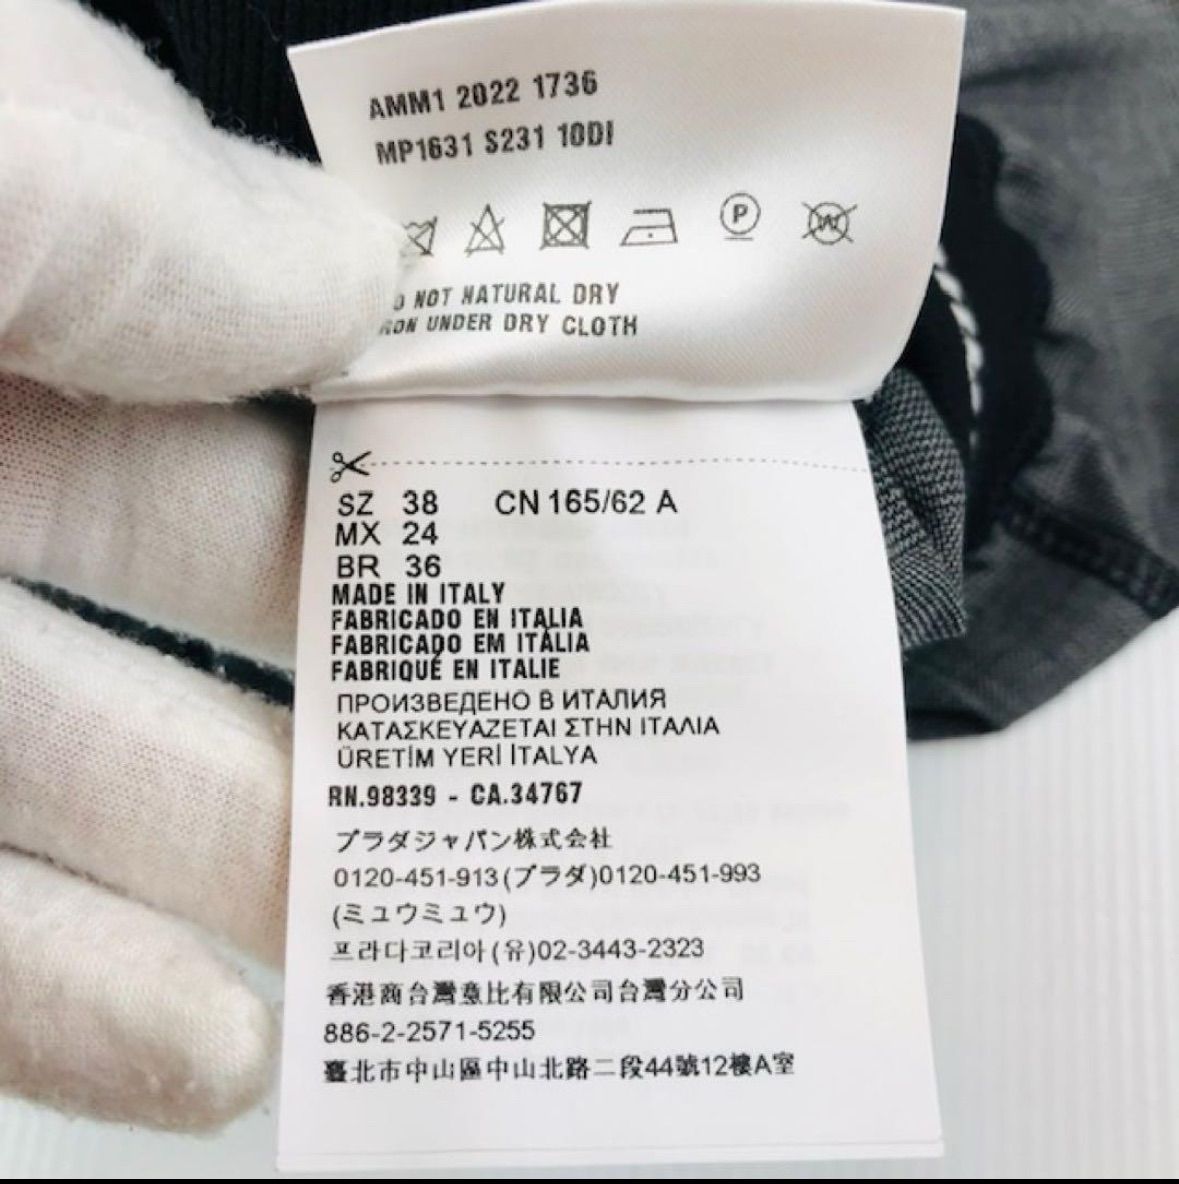 AMM1 2022 1736
MP1631 S231 10DI
P
W
NOT NATURAL DRY
UNDER DRY CLOTH
SZ 38 CN 165/62 A
MX 24
BR 36
MADE IN ITALY
FABRICADO EN ITALIA
FABRICADO EM ITÁLIA
FABRIQUÉ EN ITALIE
ПРОИЗВЕДЕНО В ИТАЛИЯ
ΚΑΤΑΣΚΕΥΑΖΕΤΑΙ ΣΤΗΝ ΙΤΑΛΙΑ
ÜRETİM YERİ İTALYA
RN.98339 - CA.34767
プラダジャパン株式会社
0120-451-913(プラダ)0120-451-993
(ミュウミュウ)
프라다코리아(유)02-3443-2323
香港商台灣意比有限公司台灣分公司
886-2-2571-5255
臺北市中山區中山北路二段44號12樓A室